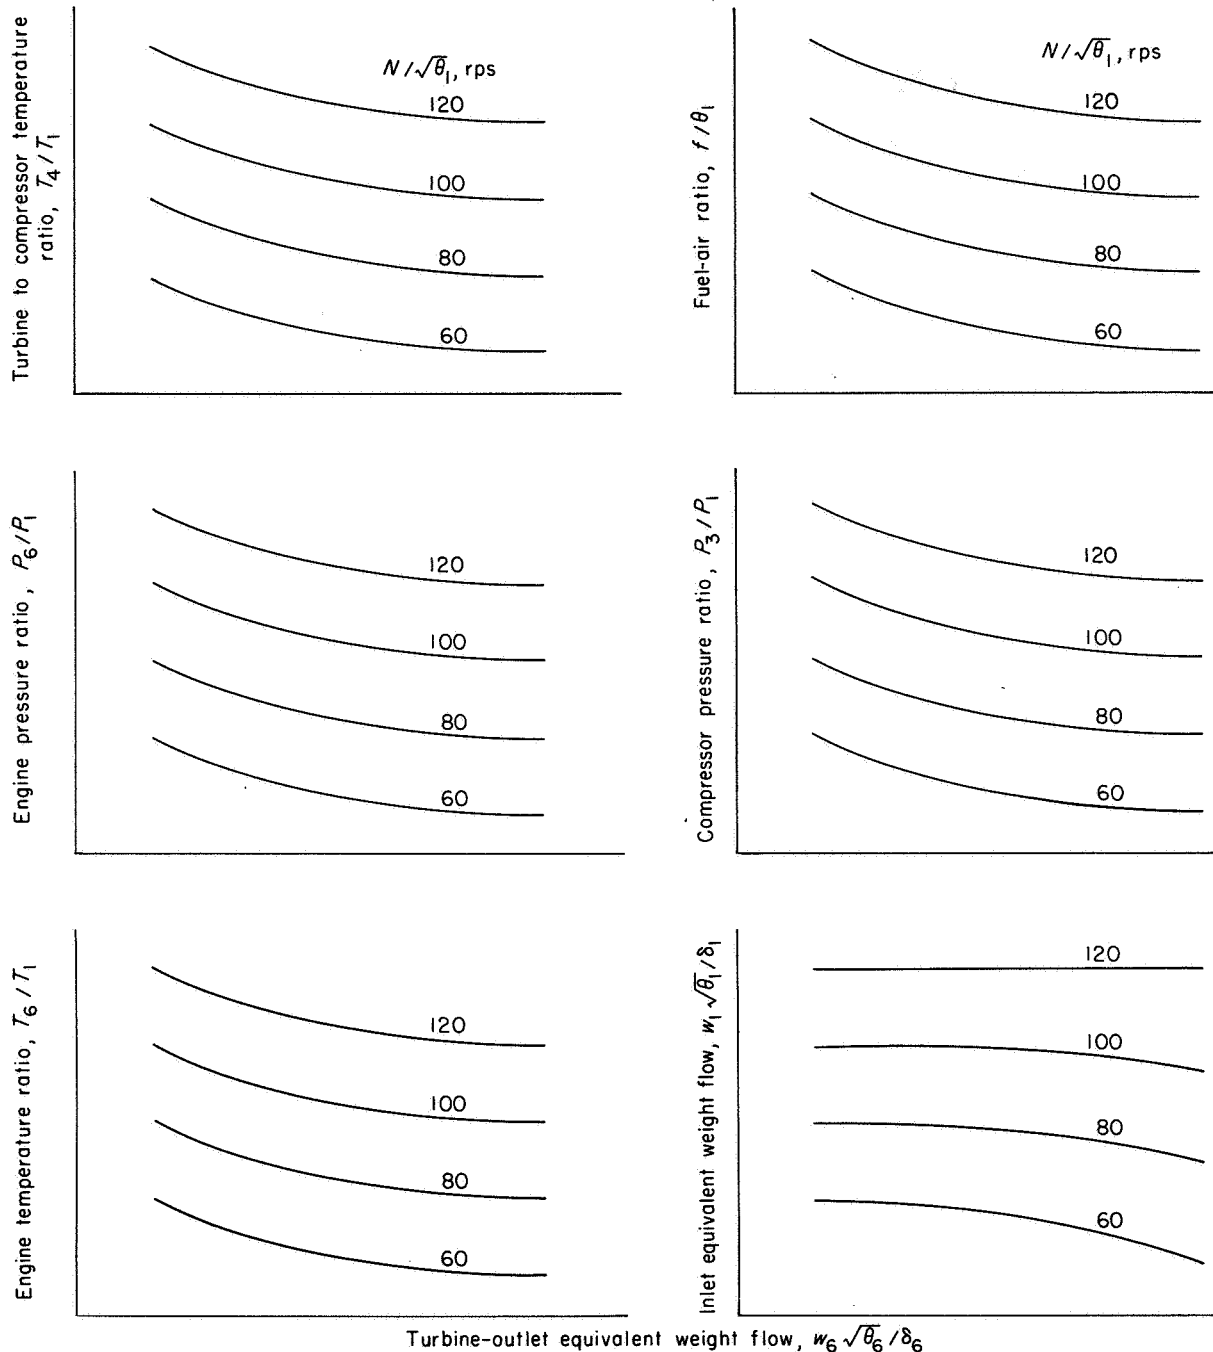 Turbine to compressor temperature
ratio, T₄/T₁
N/√θ₁, rps
120
100
80
60
Fuel-air ratio, f/θ₁
N/√θ₁, rps
120
100
80
60
Engine pressure ratio, P₆/P₁
120
100
80
60
Compressor pressure ratio, P₃/P₁
120
100
80
60
Engine temperature ratio, T₆/T₁
120
100
80
60
Inlet equivalent weight flow, w₁√θ₁/δ₁
120
100
80
60
Turbine-outlet equivalent weight flow, w₆√θ₆/δ₆